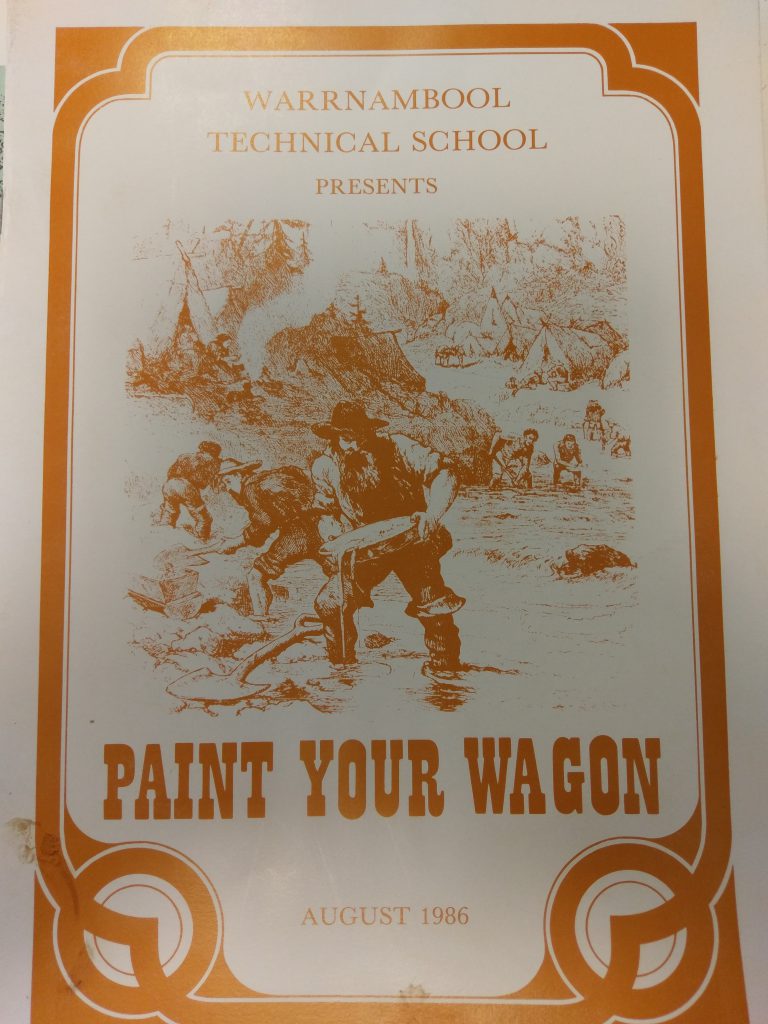 WARRNAMBOOL
TECHNICAL SCHOOL
PRESENTS
PAINT YOUR WAGON
AUGUST 1986